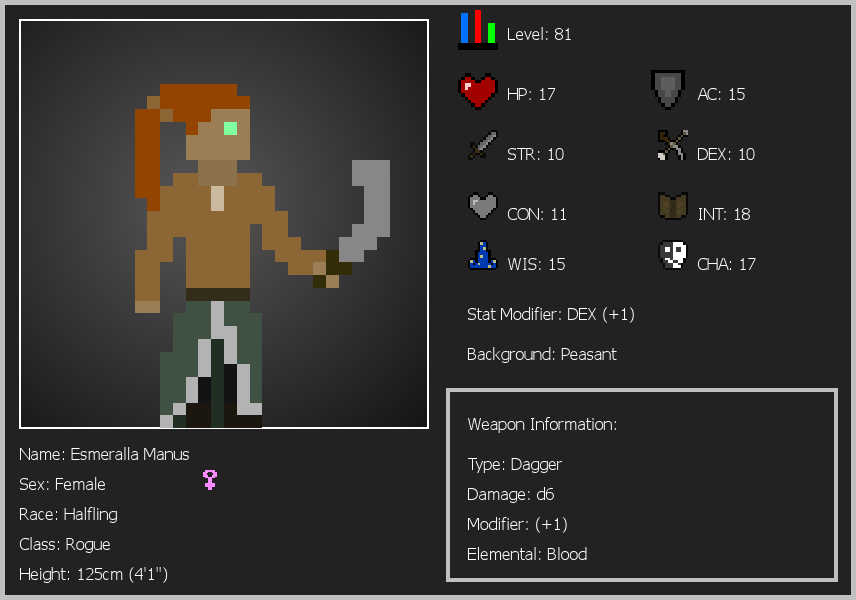 Level: 81
HP: 17
AC: 15
STR: 10
DEX: 10
CON: 11
INT: 18
WIS: 15
CHA: 17
Stat Modifier: DEX (+1)
Background: Peasant
Weapon Information:
Type: Dagger
Damage: d6
Modifier: (+1)
Elemental: Blood
Name: Esmeralla Manus
Sex: Female
Race: Halfling
Class: Rogue
Height: 125cm (4'1")